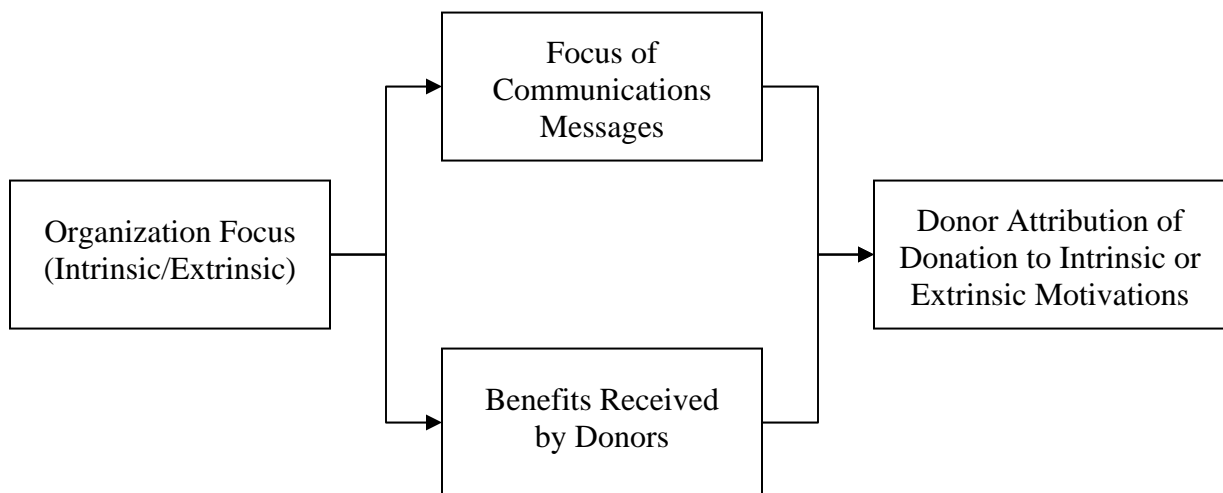 Focus of
Communications
Messages
Organization Focus
(Intrinsic/Extrinsic)
Donor Attribution of
Donation to Intrinsic or
Extrinsic Motivations
Benefits Received
by Donors